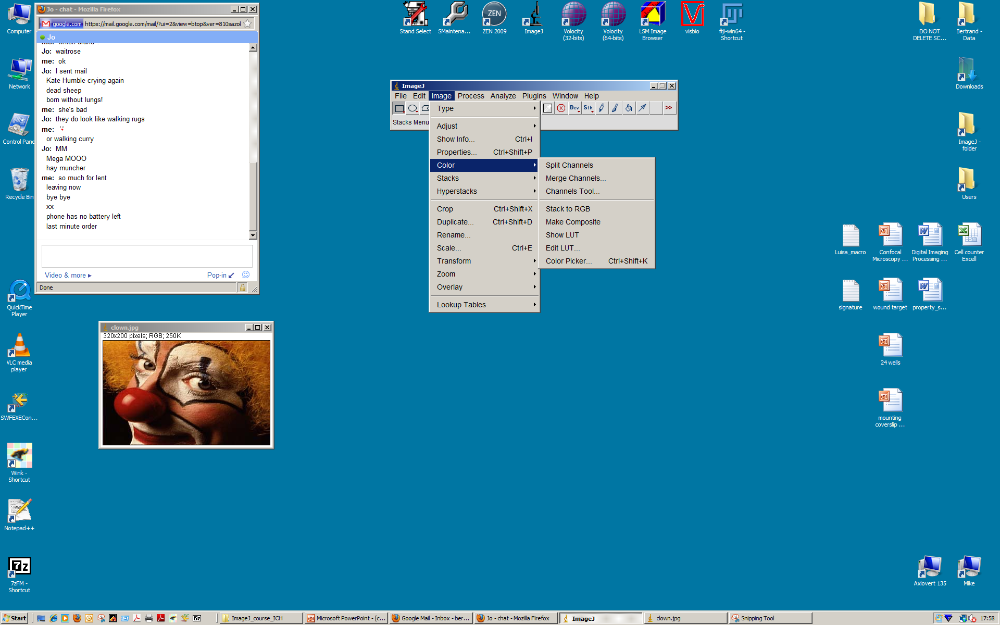 Computer
Network
Control Pane
Recycle Bin
QuickTime
Player
VLC media
player
SWFEXECon...
Wink -
Shortcut
Notepad++
7z
7zFM -
Shortcut
Jo - chat - Mozilla Firefox
google.com https://mail.google.com/mail/?ui=2&view=btop&ver=810sazol
Jo
Jo: waitrose
me: ok
Jo: I sent mail
Kate Humble crying again
dead sheep
born without lungs!
me: she's bad
Jo: they do look like walking rugs
me:
or walking curry
Jo: MM
Mega MOOO
hay muncher
me: so much for lent
leaving now
bye bye
xx
phone has no battery left
last minute order
Video & more
Pop-in
Done
clown.jpg
320x200 pixels; RGB; 250K
Stand Select
SMaintena...
ZEN
ZEN 2009
ImageJ
Volocity
(32-bits)
Volocity
(64-bits)
LSM Image
Browser
visbio
fiji-win64 -
Shortcut
DO NOT
DELETE SC...
Bertrand -
Data
Downloads
ImageJ -
folder
Users
Luisa_macro
Confocal
Microscopy ...
Digital Imaging
Processing ...
Cell counter
Excell
signature
wound target
property_s...
24 wells
mounting
coverslip ...
Axiovert 135
Mike
ImageJ
File Edit Image Process Analyze Plugins Window Help
Dev Stk >>
Stacks Menu
Type
Adjust
Show Info... Ctrl+I
Properties... Ctrl+Shift+P
Color
Stacks
Hyperstacks
Crop Ctrl+Shift+X
Duplicate... Ctrl+Shift+D
Rename...
Scale... Ctrl+E
Transform
Zoom
Overlay
Lookup Tables
Split Channels
Merge Channels...
Channels Tool...
Stack to RGB
Make Composite
Show LUT
Edit LUT...
Color Picker... Ctrl+Shift+K
Start
7z
ImageJ_course_ICH
Microsoft PowerPoint - [c...
Google Mail - Inbox - ber...
Jo - chat - Mozilla Firefox
ImageJ
clown.jpg
Snipping Tool
17:58